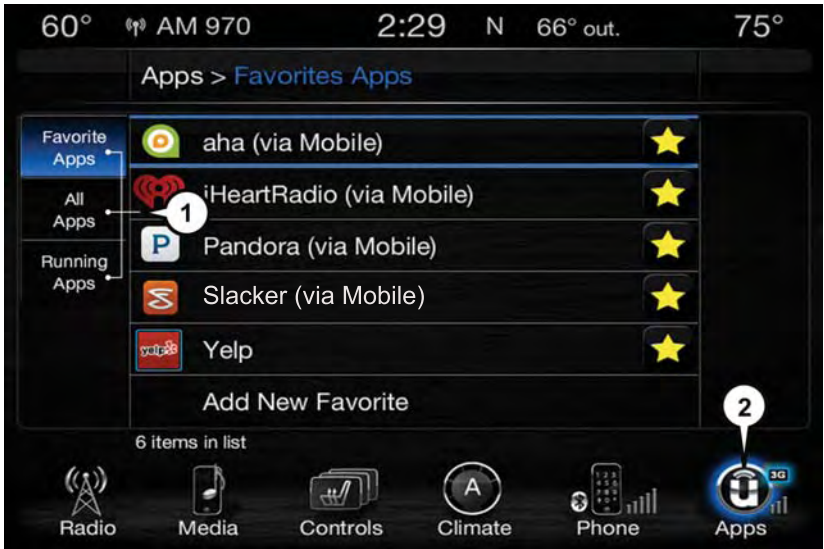 60° AM 970 2:29 N 66° out. 75°
Apps > Favorites Apps
Favorite
Apps
All
Apps
Running
Apps
aha (via Mobile)
iHeartRadio (via Mobile)
P Pandora (via Mobile)
Slacker (via Mobile)
yelp Yelp
Add New Favorite
6 items in list
1
2
A
3G
Radio Media Controls Climate Phone Apps